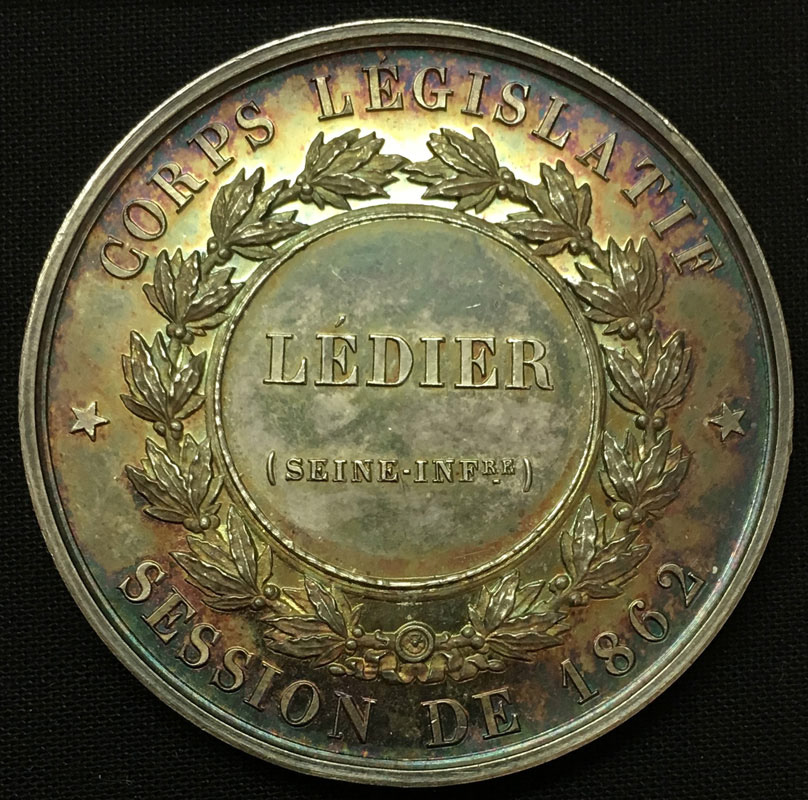 CORPS LÉGISLATIF
LÉDIER
(SEINE-INFRE)
SESSION DE 1862